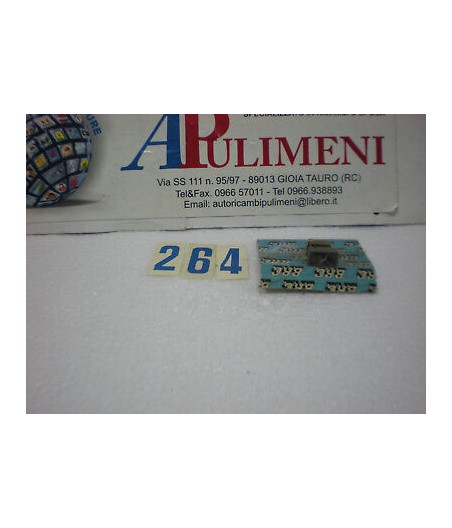 URE
APULIMENI
Via SS 111 n. 95/97 - 89013 GIOIA TAURO (RC)
Tel&Fax. 0966 57011 - Tel 0966.938893
Email: autoricambipulimeni@libero.it
264